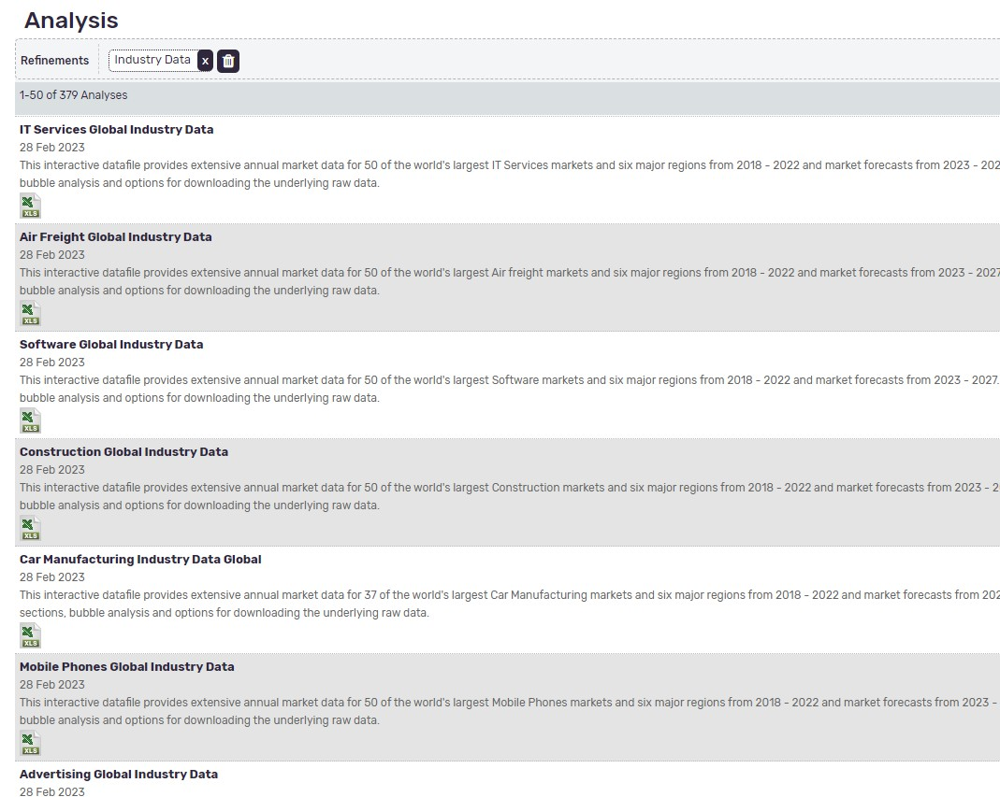 Analysis
Refinements Industry Data x
1-50 of 379 Analyses
IT Services Global Industry Data
28 Feb 2023
This interactive datafile provides extensive annual market data for 50 of the world's largest IT Services markets and six major regions from 2018 - 2022 and market forecasts from 2023 - 202
bubble analysis and options for downloading the underlying raw data.
XLS
Air Freight Global Industry Data
28 Feb 2023
This interactive datafile provides extensive annual market data for 50 of the world's largest Air freight markets and six major regions from 2018 - 2022 and market forecasts from 2023 - 2027
bubble analysis and options for downloading the underlying raw data.
XLS
Software Global Industry Data
28 Feb 2023
This interactive datafile provides extensive annual market data for 50 of the world's largest Software markets and six major regions from 2018 - 2022 and market forecasts from 2023 - 2027.
bubble analysis and options for downloading the underlying raw data.
XLS
Construction Global Industry Data
28 Feb 2023
This interactive datafile provides extensive annual market data for 50 of the world's largest Construction markets and six major regions from 2018 - 2022 and market forecasts from 2023 - 2
bubble analysis and options for downloading the underlying raw data.
XLS
Car Manufacturing Industry Data Global
28 Feb 2023
This interactive datafile provides extensive annual market data for 37 of the world's largest Car Manufacturing markets and six major regions from 2018 - 2022 and market forecasts from 202
sections, bubble analysis and options for downloading the underlying raw data.
XLS
Mobile Phones Global Industry Data
28 Feb 2023
This interactive datafile provides extensive annual market data for 50 of the world's largest Mobile Phones markets and six major regions from 2018 - 2022 and market forecasts from 2023 -
bubble analysis and options for downloading the underlying raw data.
XLS
Advertising Global Industry Data
28 Feb 2023